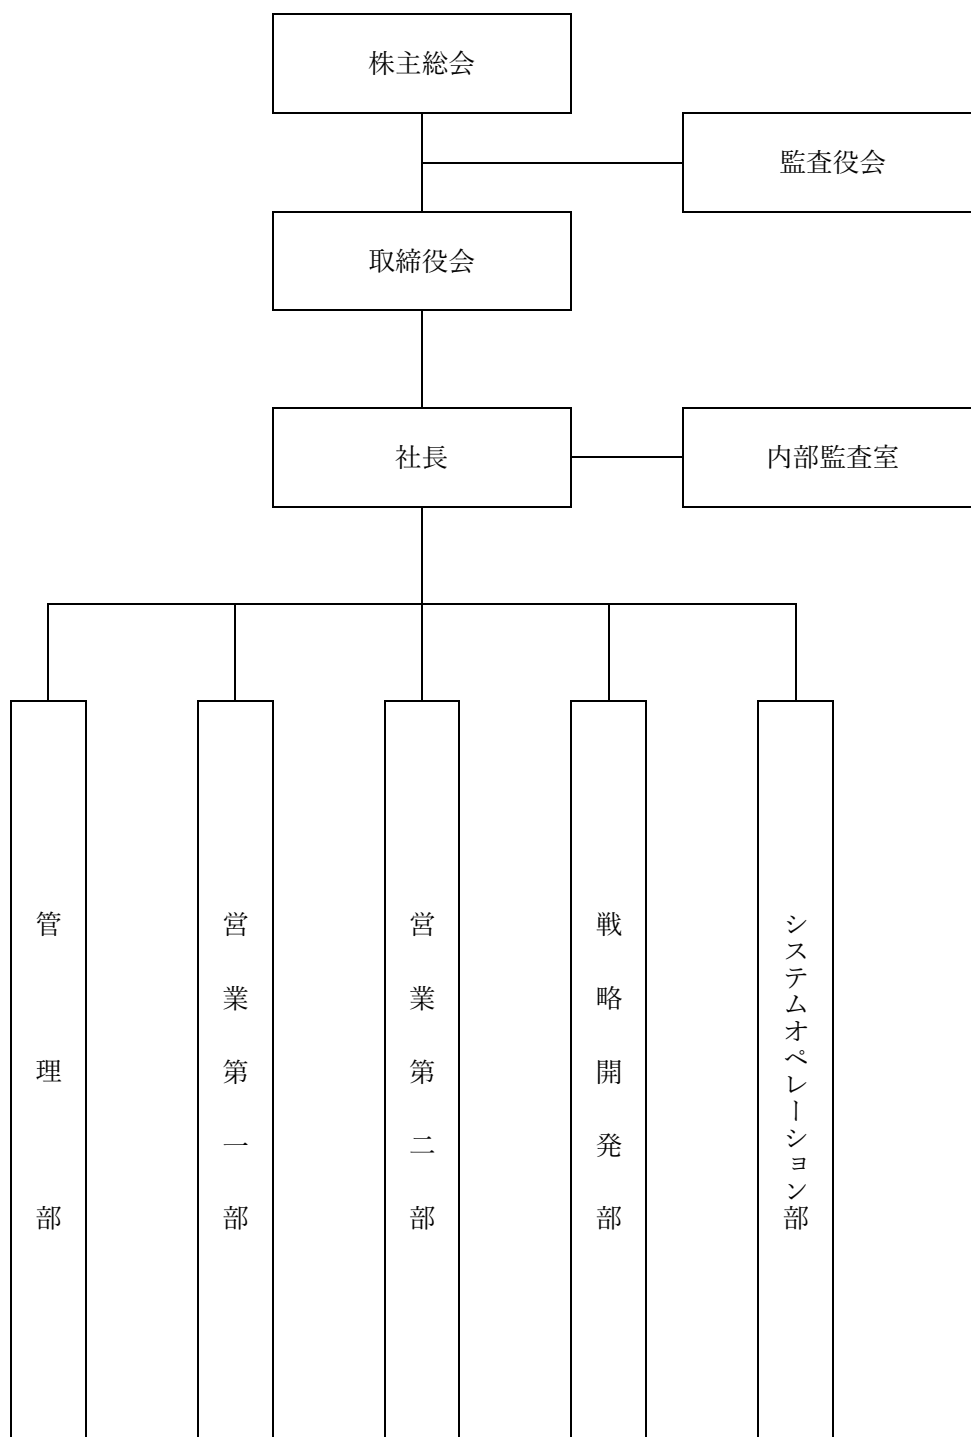 株主総会
監査役会
取締役会
社長
内部監査室
管理部
営業第一部
営業第二部
戦略開発部
システムオペレーション部